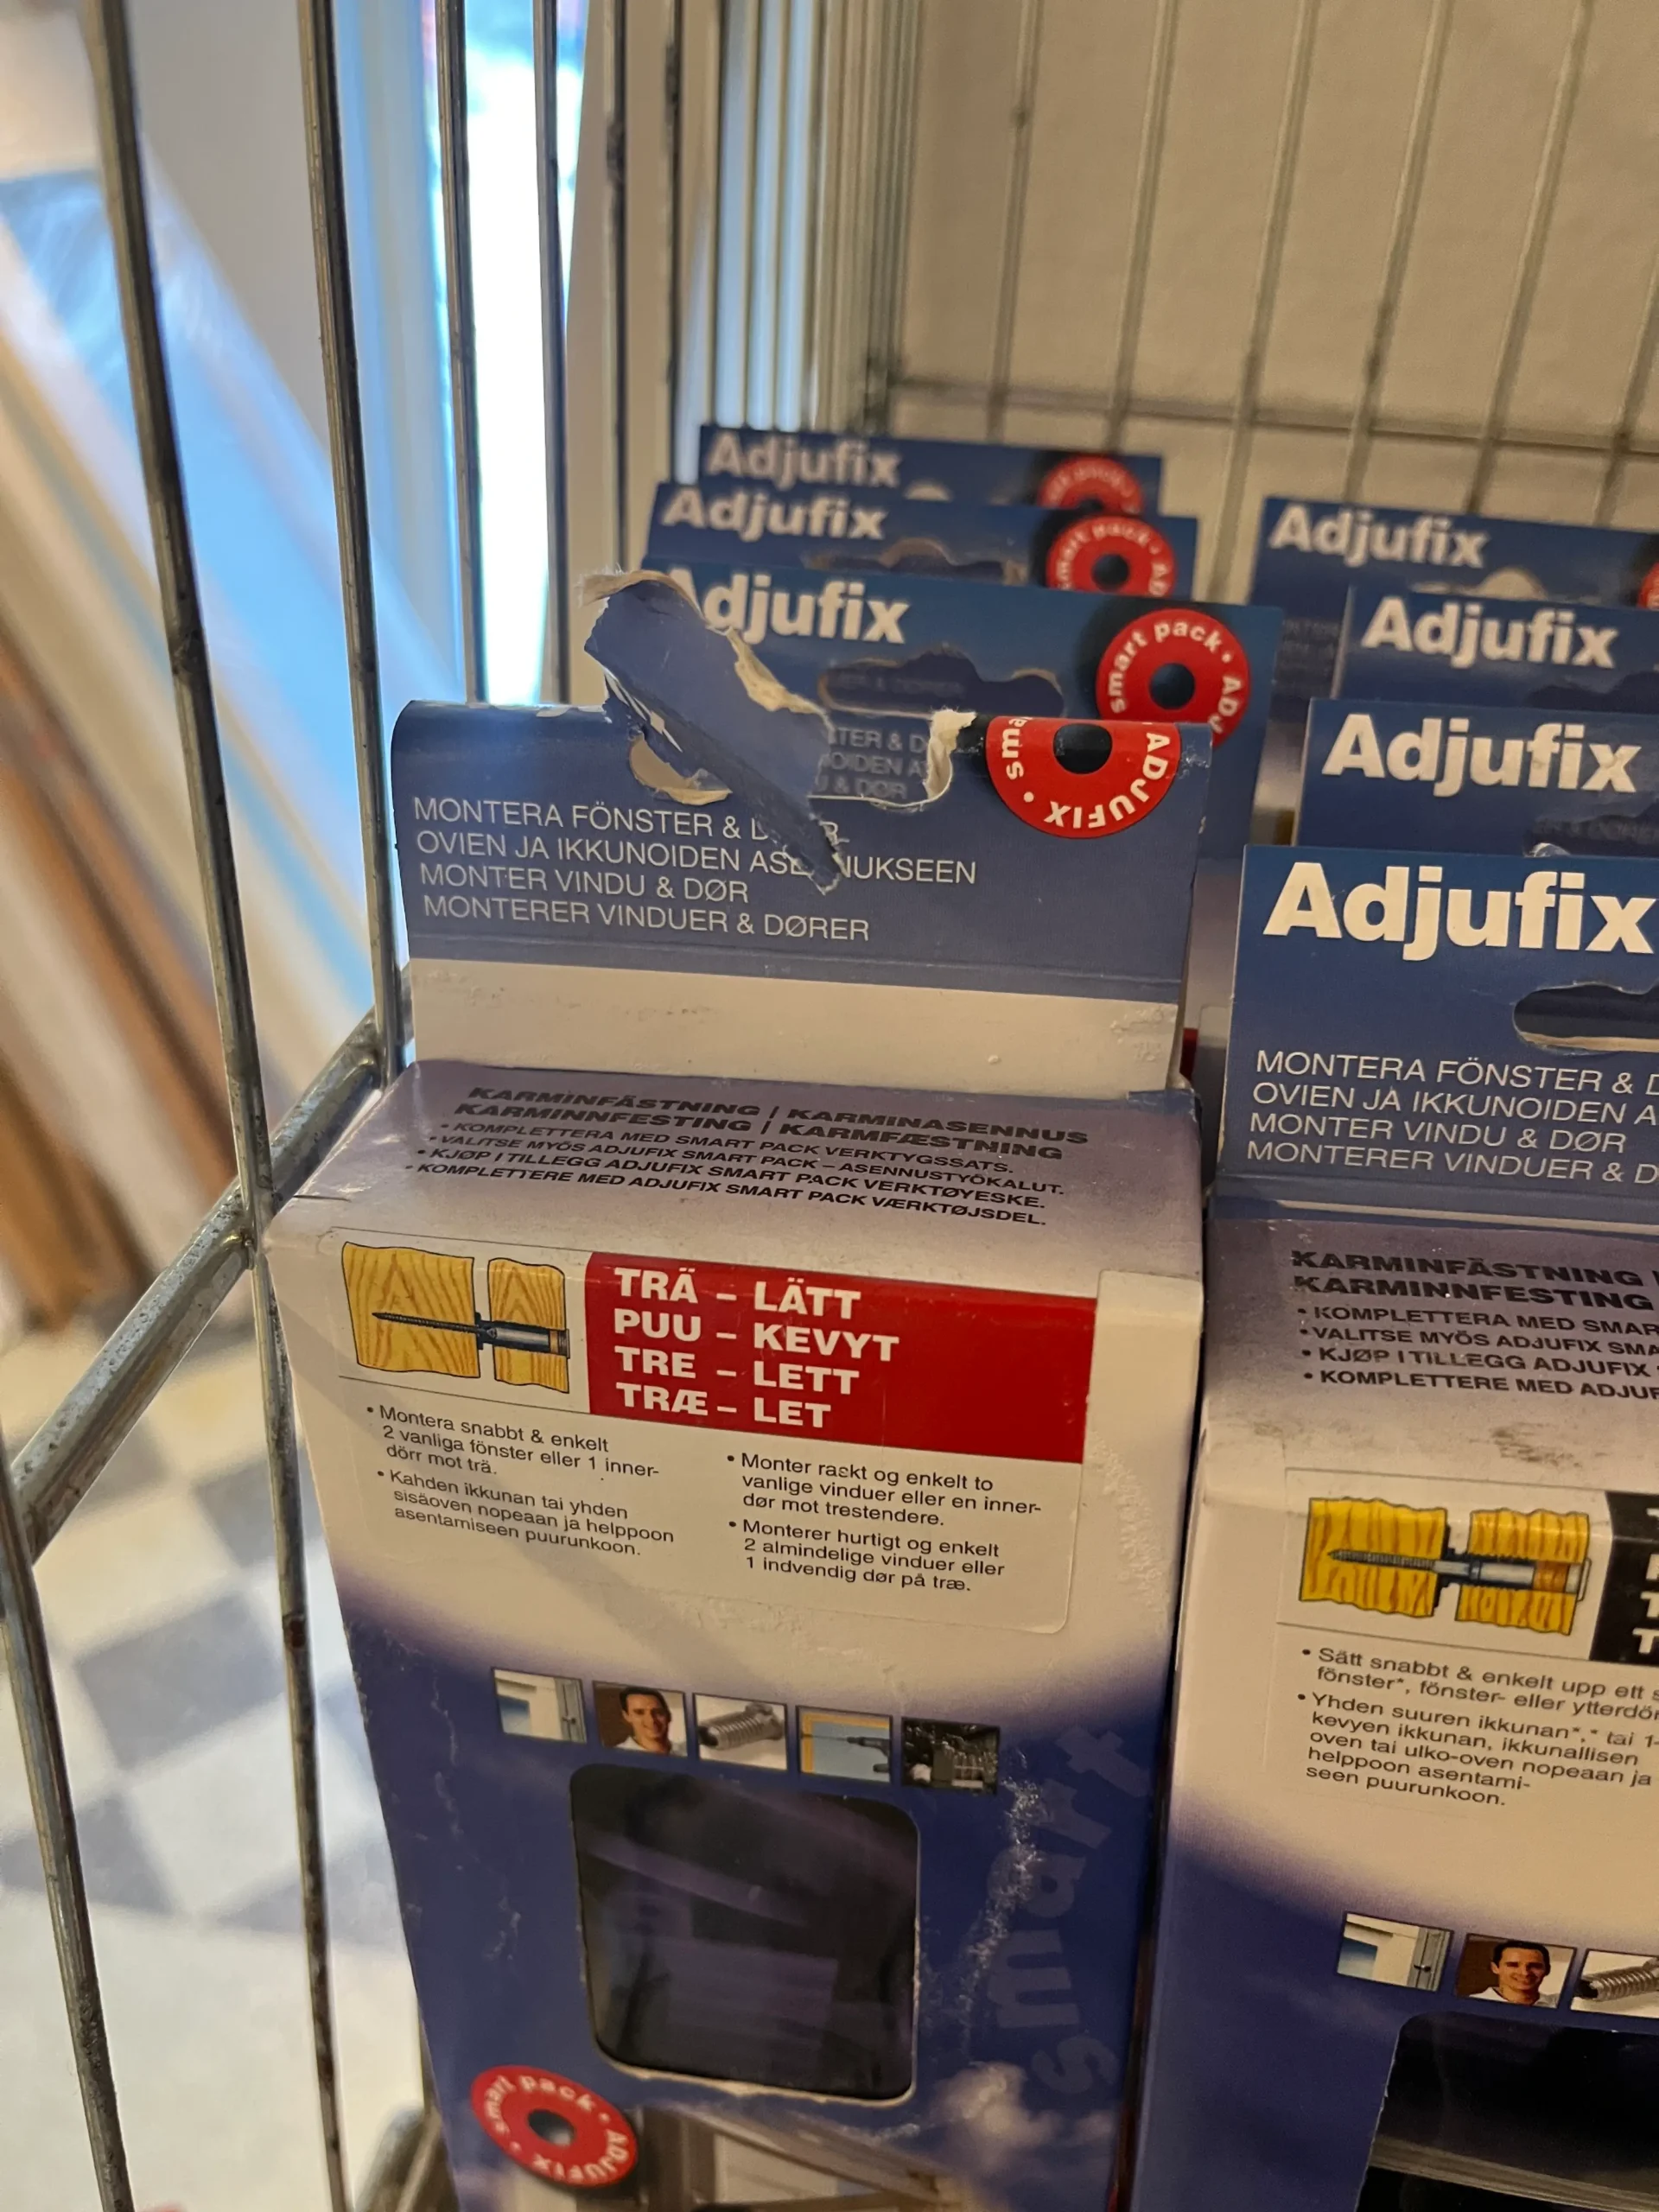 Adjufix
Adjufix
smart pack • AD
Adjufix
smart pack • ADJ
MONTERA FÖNSTER &
OVIEN JA IKKUNOIDEN
MONTER VINDU & DØR
MONTERER VINDUER & DØRER
ADJUFIX •
KARMINFÄSTNING / KARMINASENNUS
KARMINNFESTING / KARMFÆSTNING
• KOMPLETTERA MED SMART PACK VERKTYGSSATS.
• VALITSE MYÖS ADJUFIX SMART PACK – ASENNUSTYÖKALUT.
• KJØP I TILLEGG ADJUFIX SMART PACK VERKTØYESKE.
• KOMPLETTERE MED ADJUFIX SMART PACK VÆRKTØJSDEL.
TRÄ – LÄTT
PUU – KEVYT
TRE – LETT
TRÆ – LET
• Montera snabbt & enkelt
2 vanliga fönster eller 1 inner-
dörr mot trä.
• Kahden ikkunan tai yhden
sisäoven nopeaan ja helppoon
asentamiseen puurunkoon.
• Monter raskt og enkelt to
vanlige vinduer eller en inner-
dør mot trestendere.
• Monterer hurtigt og enkelt
2 almindelige vinduer eller
1 indvendig dør på træ.
smart
smart pack • ADJUFIX •
Adjufix
Adjufix
Adjufix
Adjufix
MONTERA FÖNSTER &
OVIEN JA IKKUNOIDEN A
MONTER VINDU & DØR
MONTERER VINDUER & D
KARMINFÄSTNING
KARMINNFESTING
• KOMPLETTERA MED SMAR
• VALITSE MYÖS ADJUFIX SMA
• KJØP I TILLEGG ADJUFIX
• KOMPLETTERE MED ADJUF
• Sätt snabbt & enkelt upp ett s
fönster*, fönster- eller ytterdör
• Yhden suuren ikkunan*,* tai 1-
kevyen ikkunan, ikkunallisen
oven tai ulko-oven nopeaan ja
helppoon asentami-
seen puurunkoon.